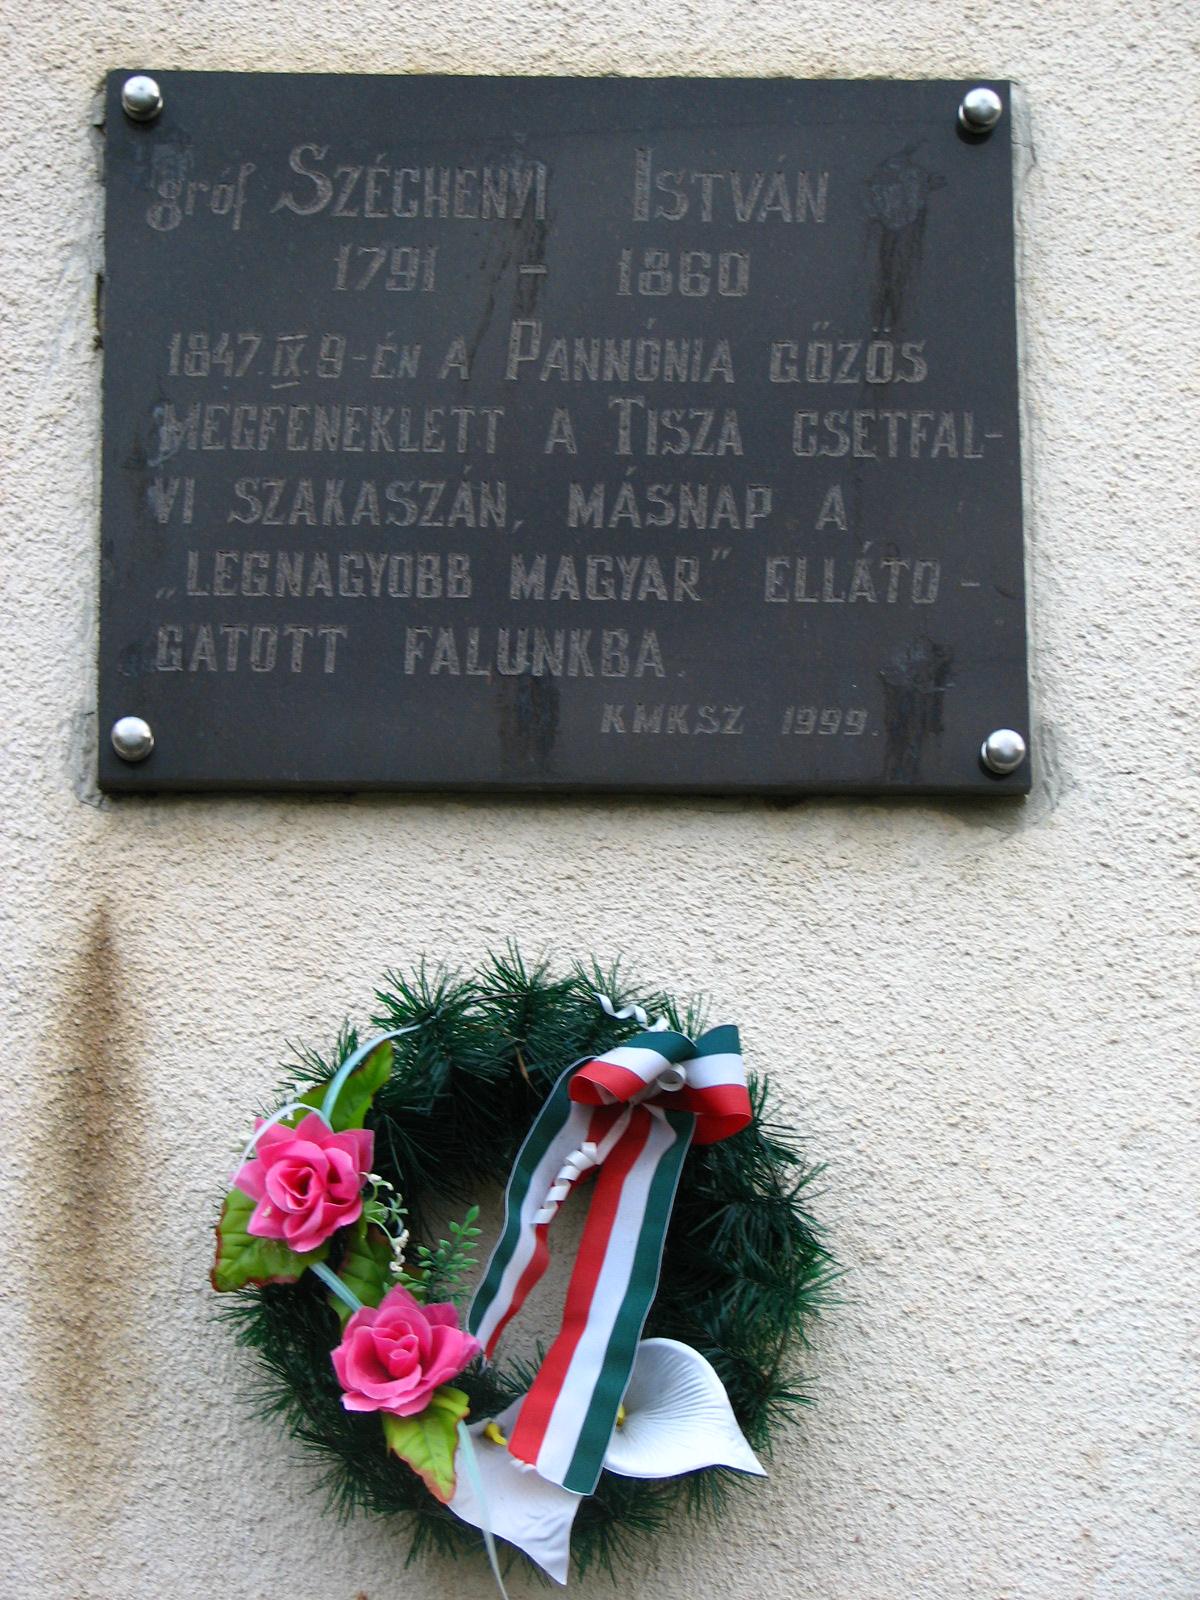 gróf SZÉCHENYI ISTVÁN
1791 – 1860
1847.IX.9-ÉN A PANNÓNIA GŐZÖS
MEGFENEKLETT A TISZA CSETFAL-
VI SZAKASZÁN, MÁSNAP A
„LEGNAGYOBB MAGYAR" ELLÁTO-
GATOTT FALUNKBA.
KMKSZ 1999.